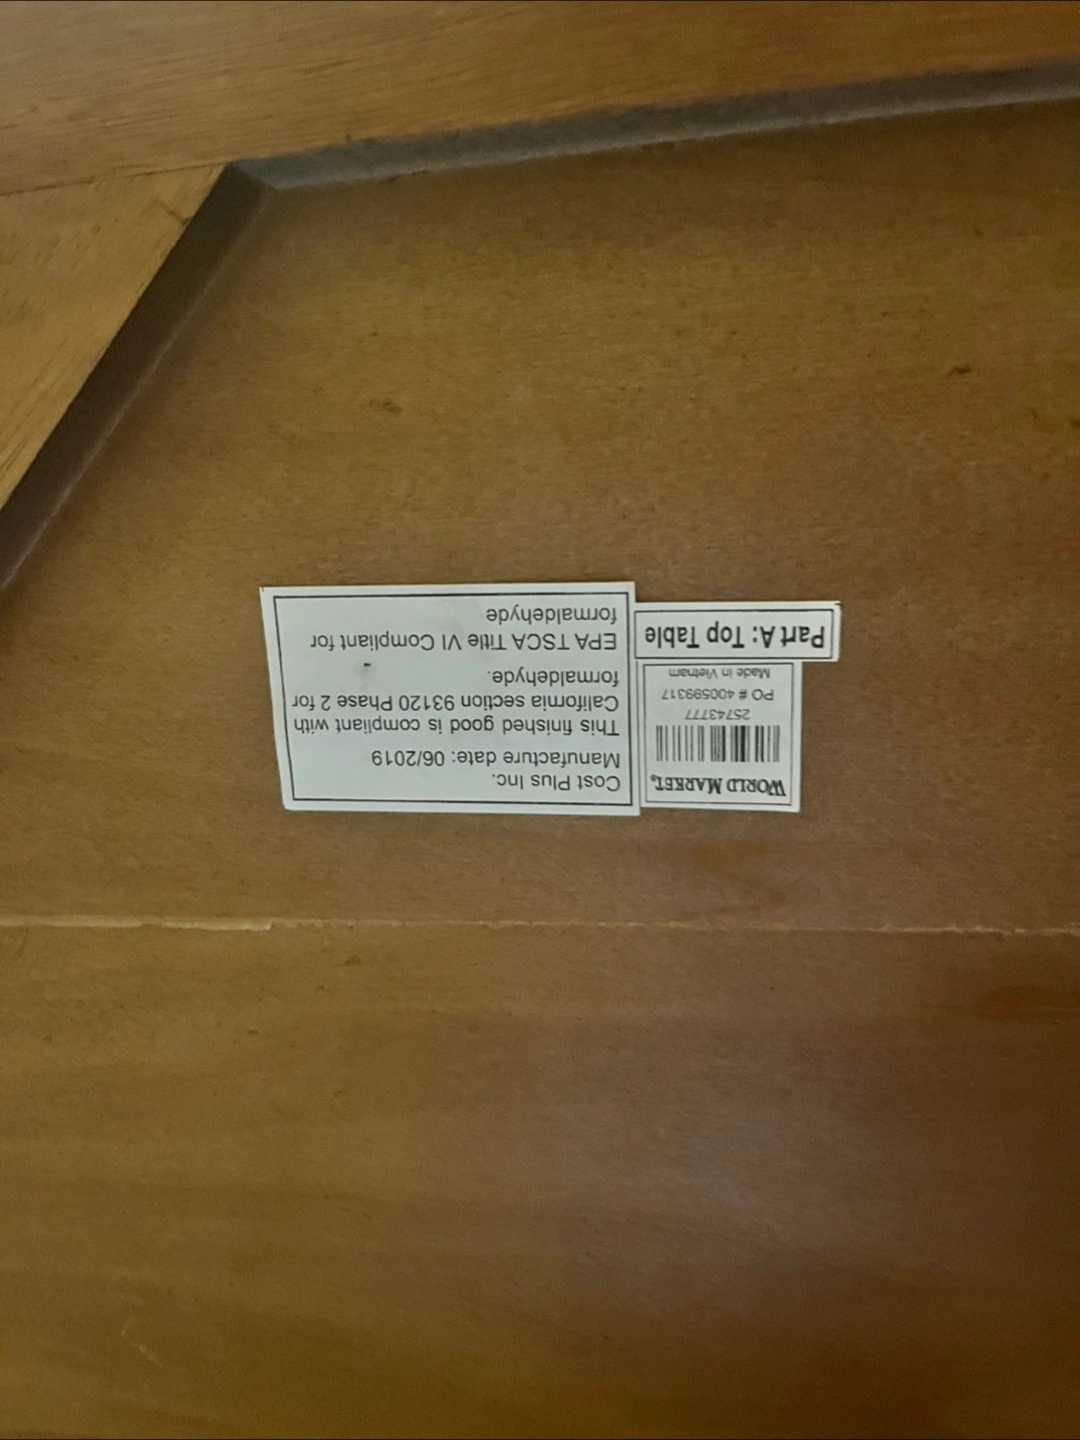 Cost Plus Inc.
Manufacture date: 06/2019
This finished good is compliant with
California section 93120 Phase 2 for
formaldehyde.
EPA TSCA Title VI Compliant for
formaldehyde
WORLD MARKET®
25743777
PO # 400599317
Made in Vietnam
Part A: Top Table